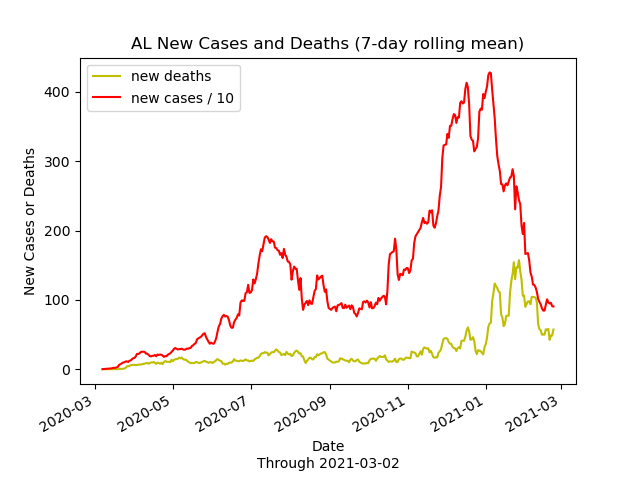 AL New Cases and Deaths (7-day rolling mean)
new deaths
new cases / 10
New Cases or Deaths
400
300
200
100
0
2020-03
2020-05
2020-07
2020-09
2020-11
2021-01
2021-03
Date
Through 2021-03-02